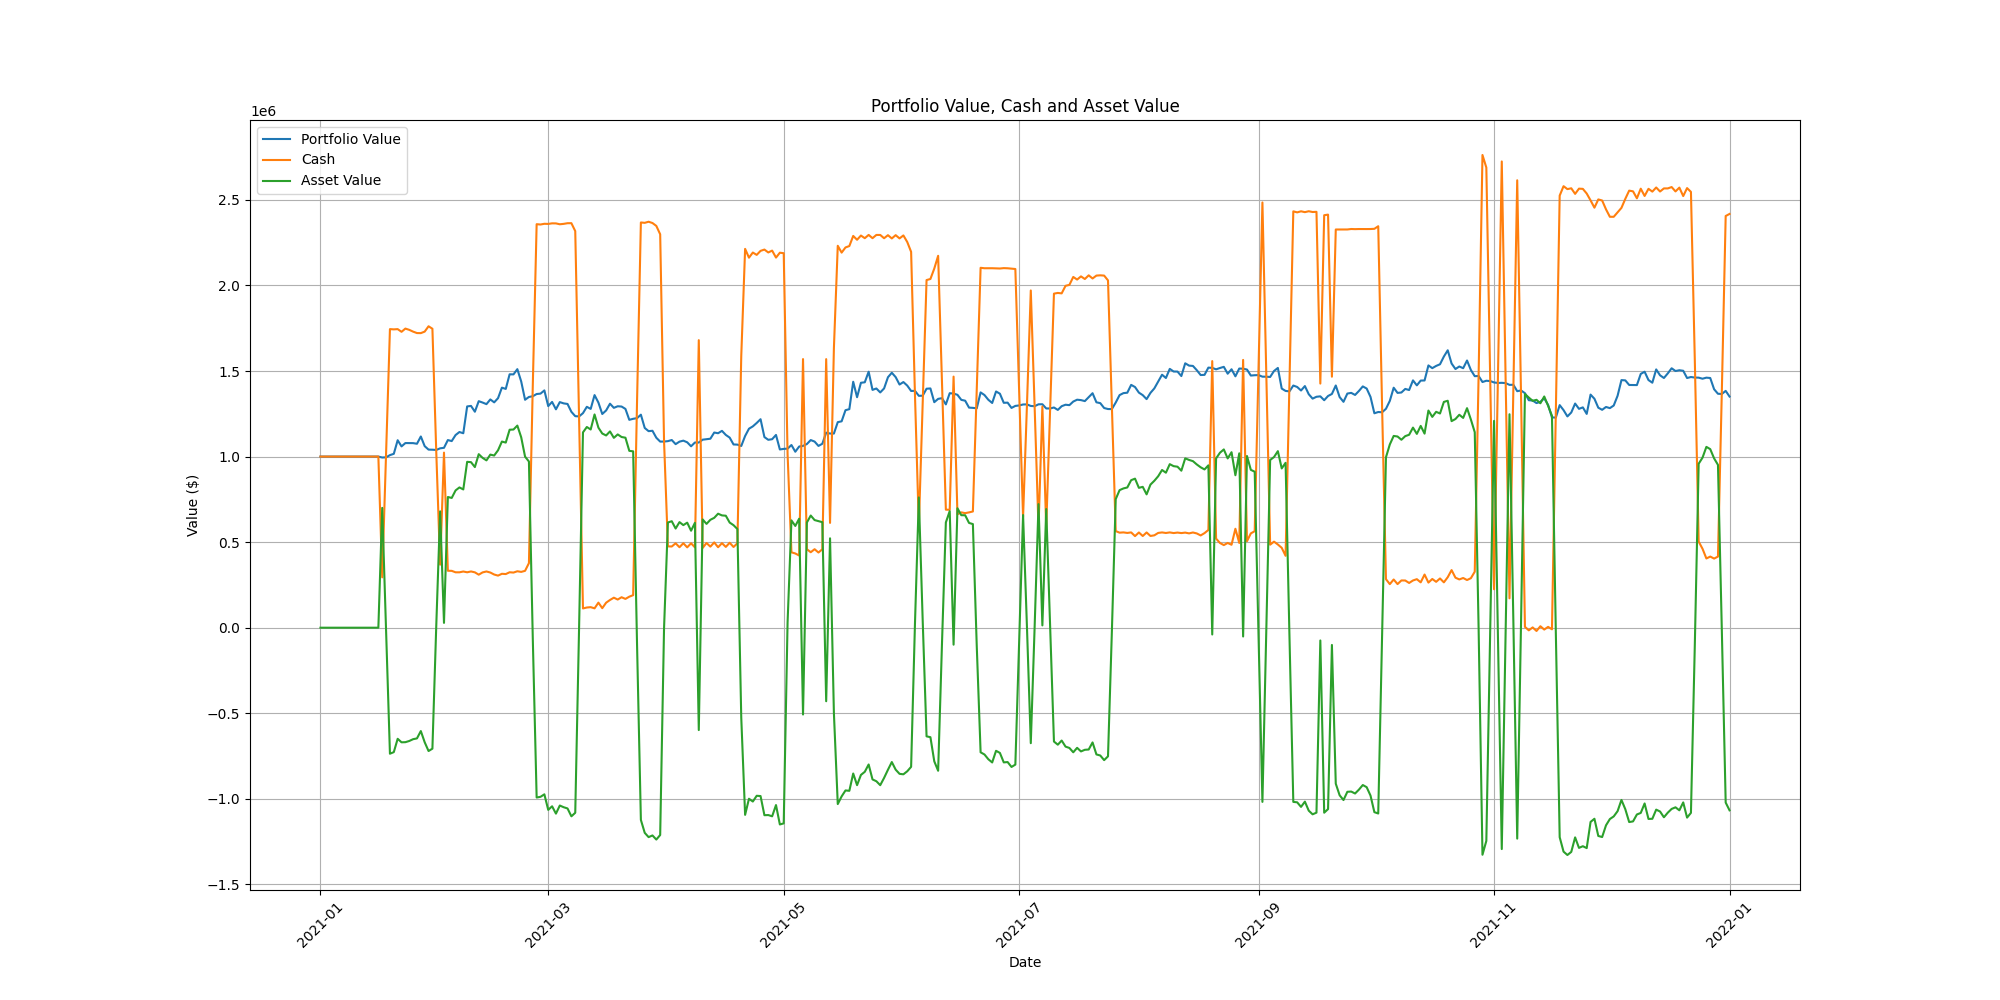 Portfolio Value, Cash and Asset Value
1e6
Portfolio Value
Cash
Asset Value
2.5
2.0
1.5
1.0
0.5
0.0
−0.5
−1.0
−1.5
Value ($)
2021-01
2021-03
2021-05
2021-07
2021-09
2021-11
2022-01
Date